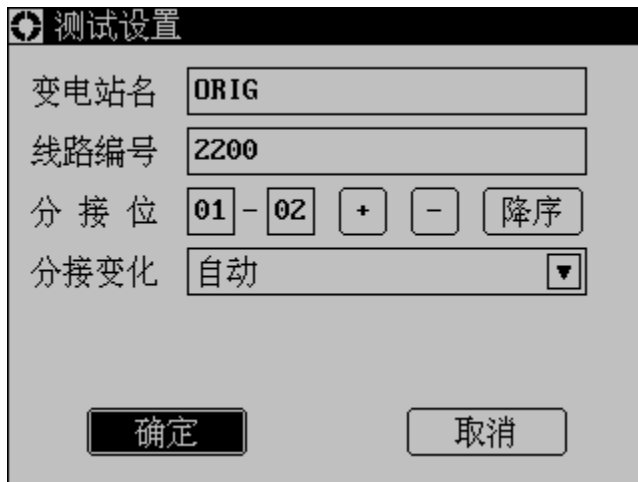 测试设置
变电站名 ORIG
线路编号 2200
分接位 01 - 02 + - 降序
分接变化 自动
确定 取消